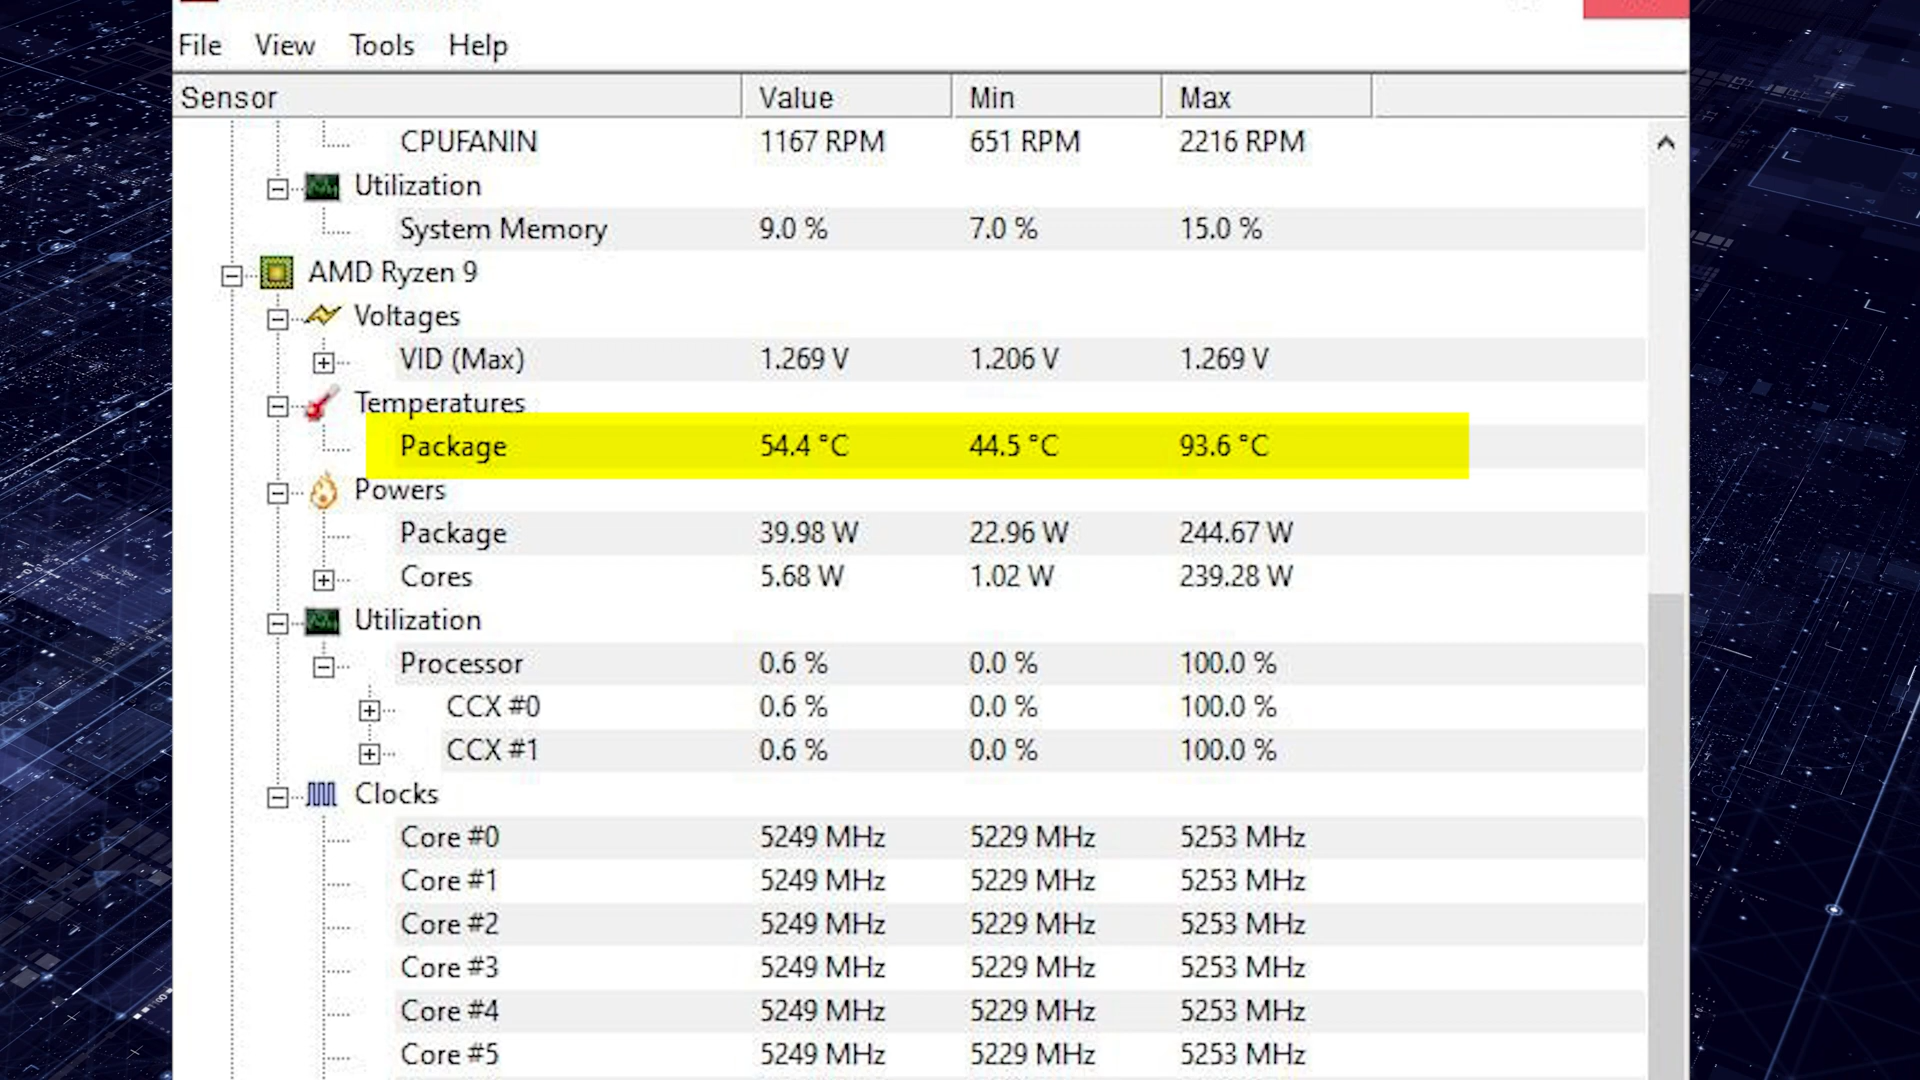 File View Tools Help
Sensor Value Min Max
CPUFANIN 1167 RPM 651 RPM 2216 RPM
Utilization
System Memory 9.0 % 7.0 % 15.0 %
AMD Ryzen 9
Voltages
VID (Max) 1.269 V 1.206 V 1.269 V
Temperatures
Package 54.4 °C 44.5 °C 93.6 °C
Powers
Package 39.98 W 22.96 W 244.67 W
Cores 5.68 W 1.02 W 239.28 W
Utilization
Processor 0.6 % 0.0 % 100.0 %
CCX #0 0.6 % 0.0 % 100.0 %
CCX #1 0.6 % 0.0 % 100.0 %
Clocks
Core #0 5249 MHz 5229 MHz 5253 MHz
Core #1 5249 MHz 5229 MHz 5253 MHz
Core #2 5249 MHz 5229 MHz 5253 MHz
Core #3 5249 MHz 5229 MHz 5253 MHz
Core #4 5249 MHz 5229 MHz 5253 MHz
Core #5 5249 MHz 5229 MHz 5253 MHz